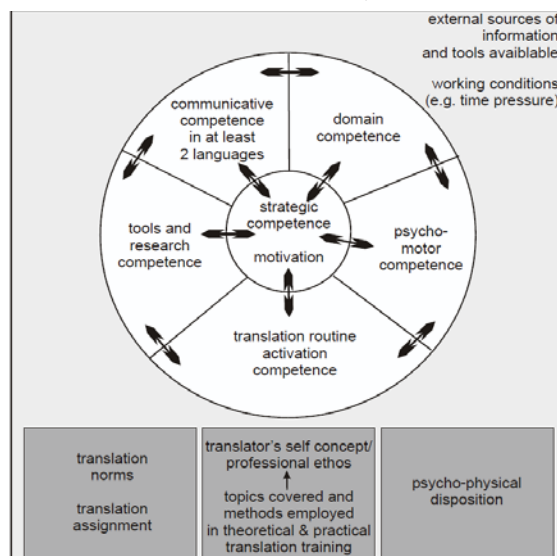 external sources of
information
and tools avaiblable
working conditions
(e.g. time pressure)
communicative
competence
in at least
2 languages
domain
competence
strategic
competence
motivation
tools and
research
competence
psycho-
motor
competence
translation routine
activation
competence
translation
norms
translation
assignment
translator's self concept/
professional ethos
topics covered and
methods employed
in theoretical & practical
translation training
psycho-physical
disposition